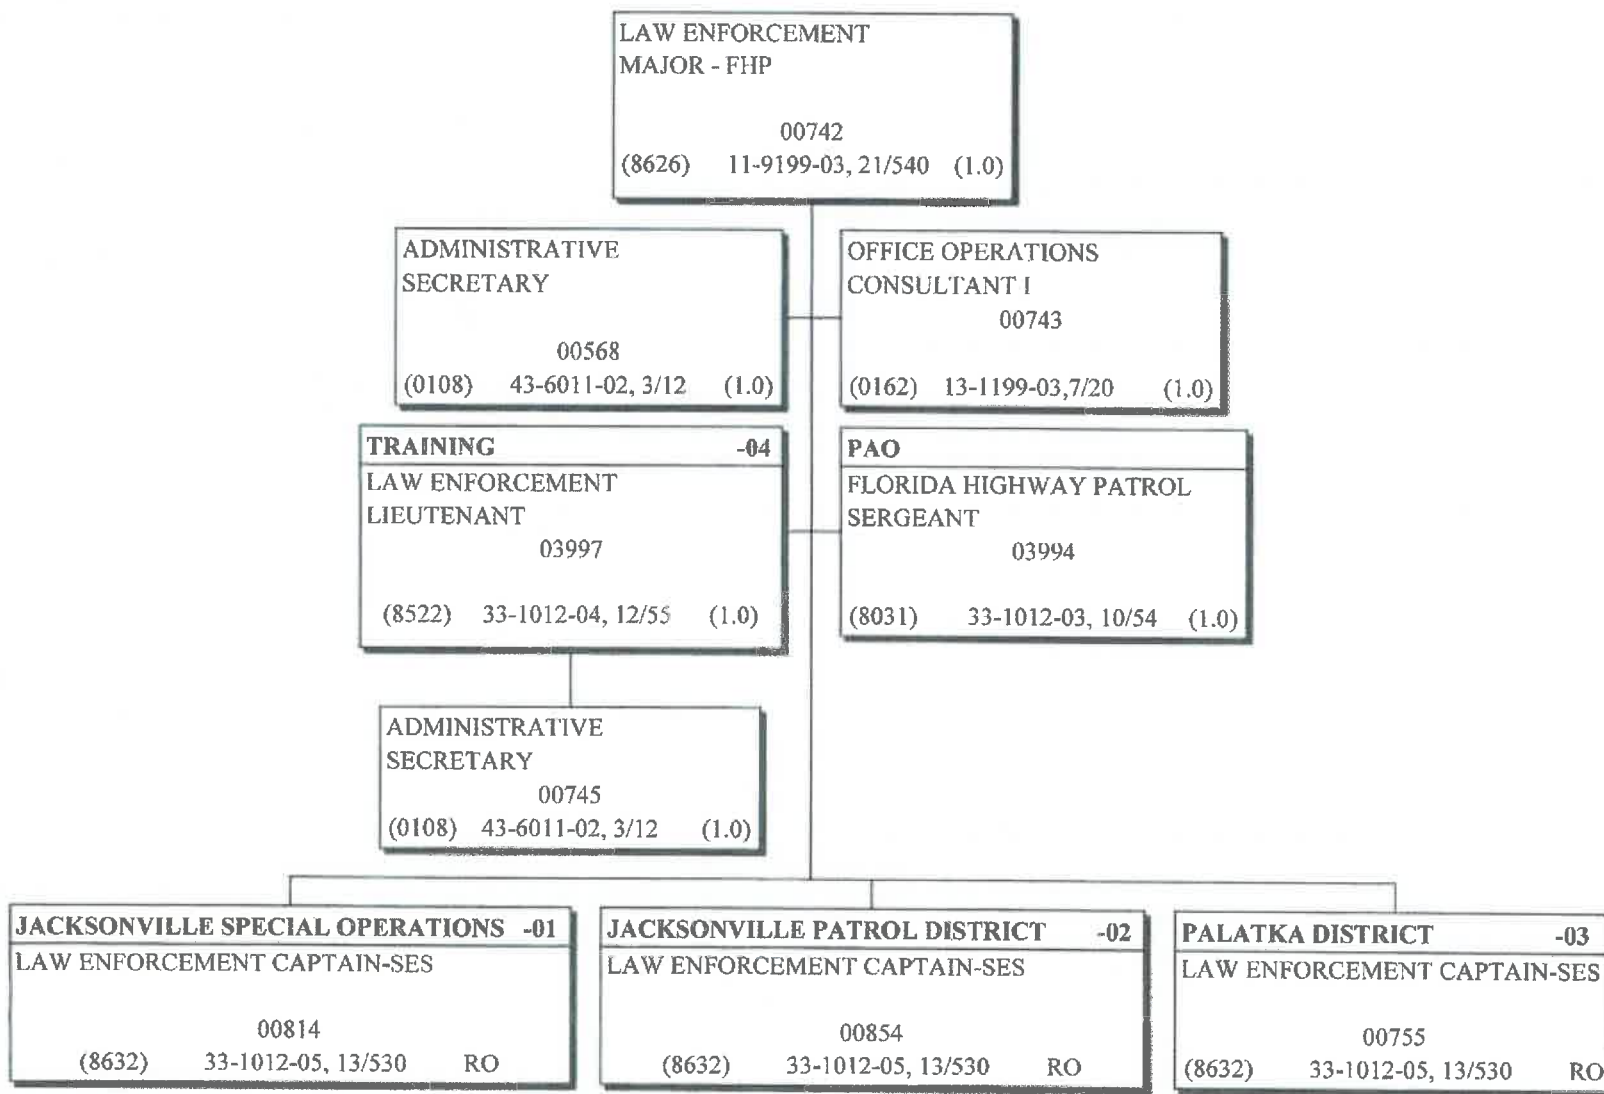 LAW ENFORCEMENT
MAJOR - FHP
00742
(8626) 11-9199-03, 21/540 (1.0)
ADMINISTRATIVE
SECRETARY
00568
(0108) 43-6011-02, 3/12 (1.0)
OFFICE OPERATIONS
CONSULTANT I
00743
(0162) 13-1199-03,7/20 (1.0)
TRAINING -04
LAW ENFORCEMENT
LIEUTENANT
03997
(8522) 33-1012-04, 12/55 (1.0)
PAO
FLORIDA HIGHWAY PATROL
SERGEANT
03994
(8031) 33-1012-03, 10/54 (1.0)
ADMINISTRATIVE
SECRETARY
00745
(0108) 43-6011-02, 3/12 (1.0)
JACKSONVILLE SPECIAL OPERATIONS -01
LAW ENFORCEMENT CAPTAIN-SES
00814
(8632) 33-1012-05, 13/530 RO
JACKSONVILLE PATROL DISTRICT -02
LAW ENFORCEMENT CAPTAIN-SES
00854
(8632) 33-1012-05, 13/530 RO
PALATKA DISTRICT -03
LAW ENFORCEMENT CAPTAIN-SES
00755
(8632) 33-1012-05, 13/530 RO